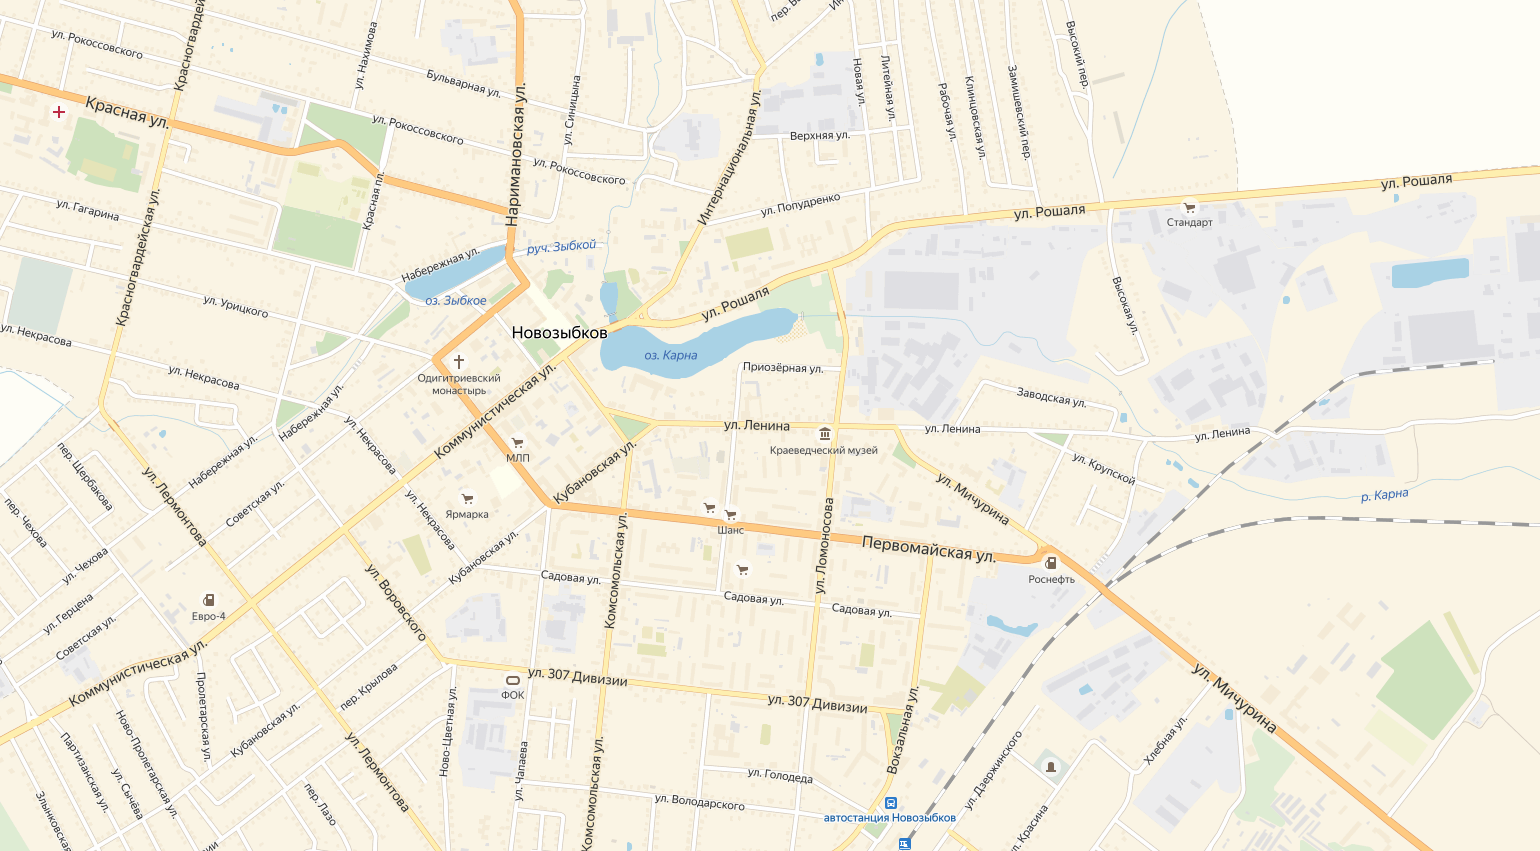 пер. Ва
Красногвардейская
ул. Рокоссовского
ул. Нахимова
Высокий пер.
Бульварная ул.
Новая ул.
Литейная ул.
Рабочая ул.
Клинцовская ул.
Замишевский пер.
Красная ул.
Наримановская ул.
ул. Синицына
Интернациональная ул.
ул. Рокоссовского
Верхняя ул.
ул. Рокоссовского
Красная пл.
ул. Рошаля
Красногвардейская ул.
ул. Гагарина
ул. Попудренко
ул. Рошаля
Стандарт
руч. Зыбкой
Набережная ул.
оз. Зыбкое
ул. Урицкого
ул. Рошаля
Высокая ул.
ул. Некрасова
Новозыбков
оз. Карна
ул. Некрасова
Одигитриевский
монастырь
Приозёрная ул.
Заводская ул.
Набережная ул.
Коммунистическая ул.
ул. Ленина
ул. Ленина
ул. Ленина
Краеведческий музей
ул. Некрасова
МЛП
Набережная ул.
Кубановская ул.
пер. Щербакова
ул. Лермонтова
ул. Крупской
ул. Мичурина
р. Карна
Советская ул.
ул. Некрасова
Ярмарка
Шанс
пер. Чехова
Комсомольская ул.
ул. Ломоносова
Первомайская ул.
Роснефть
ул. Чехова
Кубановская ул.
Садовая ул.
Садовая ул.
Садовая ул.
ул. Воровского
Евро-4
ул. Герцена
Советская ул.
Коммунистическая ул.
Пролетарская ул.
пер. Крылова
ул. 307 Дивизии
ФОК
ул. 307 Дивизии
ул. Мичурина
Вокзальная ул.
Ново-Цветная ул.
Кубановская ул.
Хлебная ул.
Ново-Пролетарская ул.
Партизанская ул.
ул. Сычёва
ул. Лермонтова
ул. Чапаева
Комсомольская ул.
ул. Голодеда
ул. Дзержинского
ул. Володарского
пер. Лазо
Злынковская
автостанция Новозыбков
ул. Красина